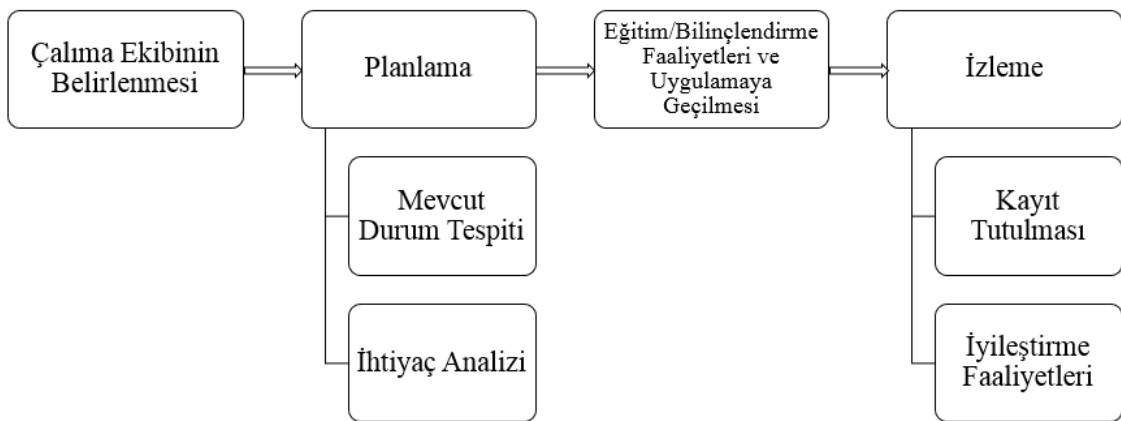 Çalıma Ekibinin
Belirlenmesi
Planlama
Eğitim/Bilinçlendirme
Faaliyetleri ve
Uygulamaya
Geçilmesi
İzleme
Mevcut
Durum Tespiti
İhtiyaç Analizi
Kayıt
Tutulması
İyileştirme
Faaliyetleri